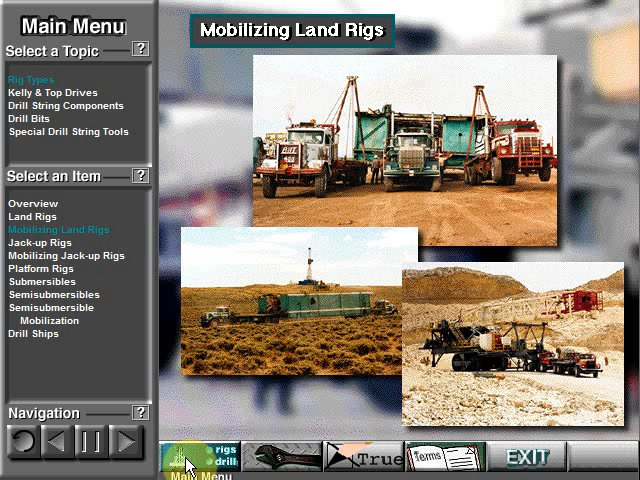 Main Menu
Select a Topic ?
Rig Types
Kelly & Top Drives
Drill String Components
Drill Bits
Special Drill String Tools
Select an Item ?
Overview
Land Rigs
Mobilizing Land Rigs
Jack-up Rigs
Mobilizing Jack-up Rigs
Platform Rigs
Submersibles
Semisubmersibles
Semisubmersible
Mobilization
Drill Ships
Navigation ?
Mobilizing Land Rigs
rigs
drill
Main Menu
True
Terms
EXIT